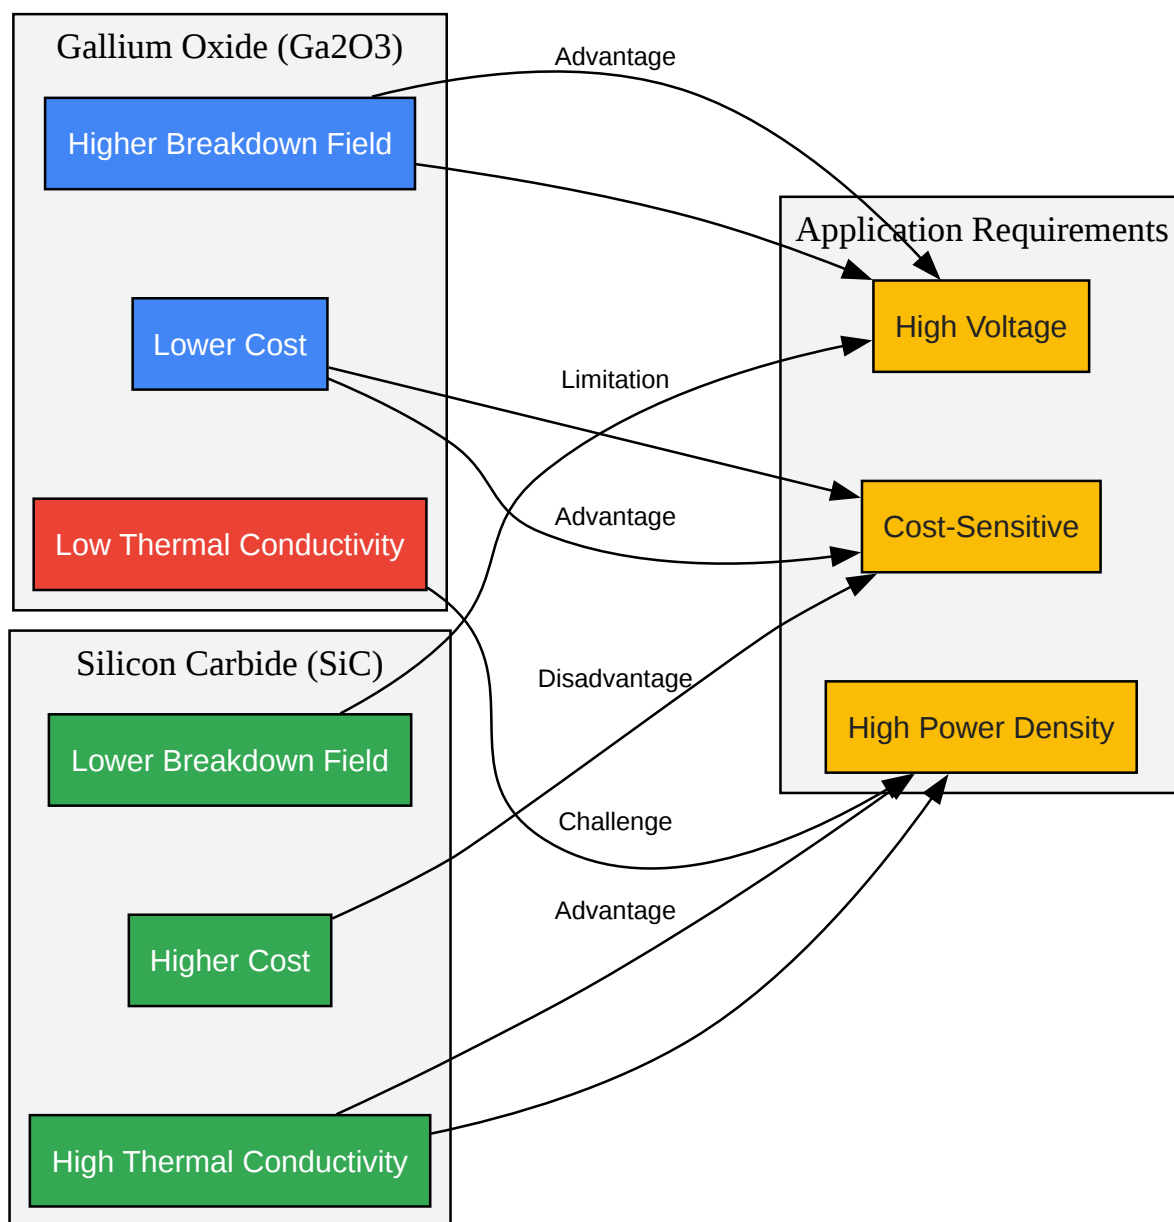 Gallium Oxide (Ga2O3)
Higher Breakdown Field
Lower Cost
Low Thermal Conductivity
Silicon Carbide (SiC)
Lower Breakdown Field
Higher Cost
High Thermal Conductivity
Advantage
Limitation
Advantage
Disadvantage
Challenge
Advantage
Application Requirements
High Voltage
Cost-Sensitive
High Power Density